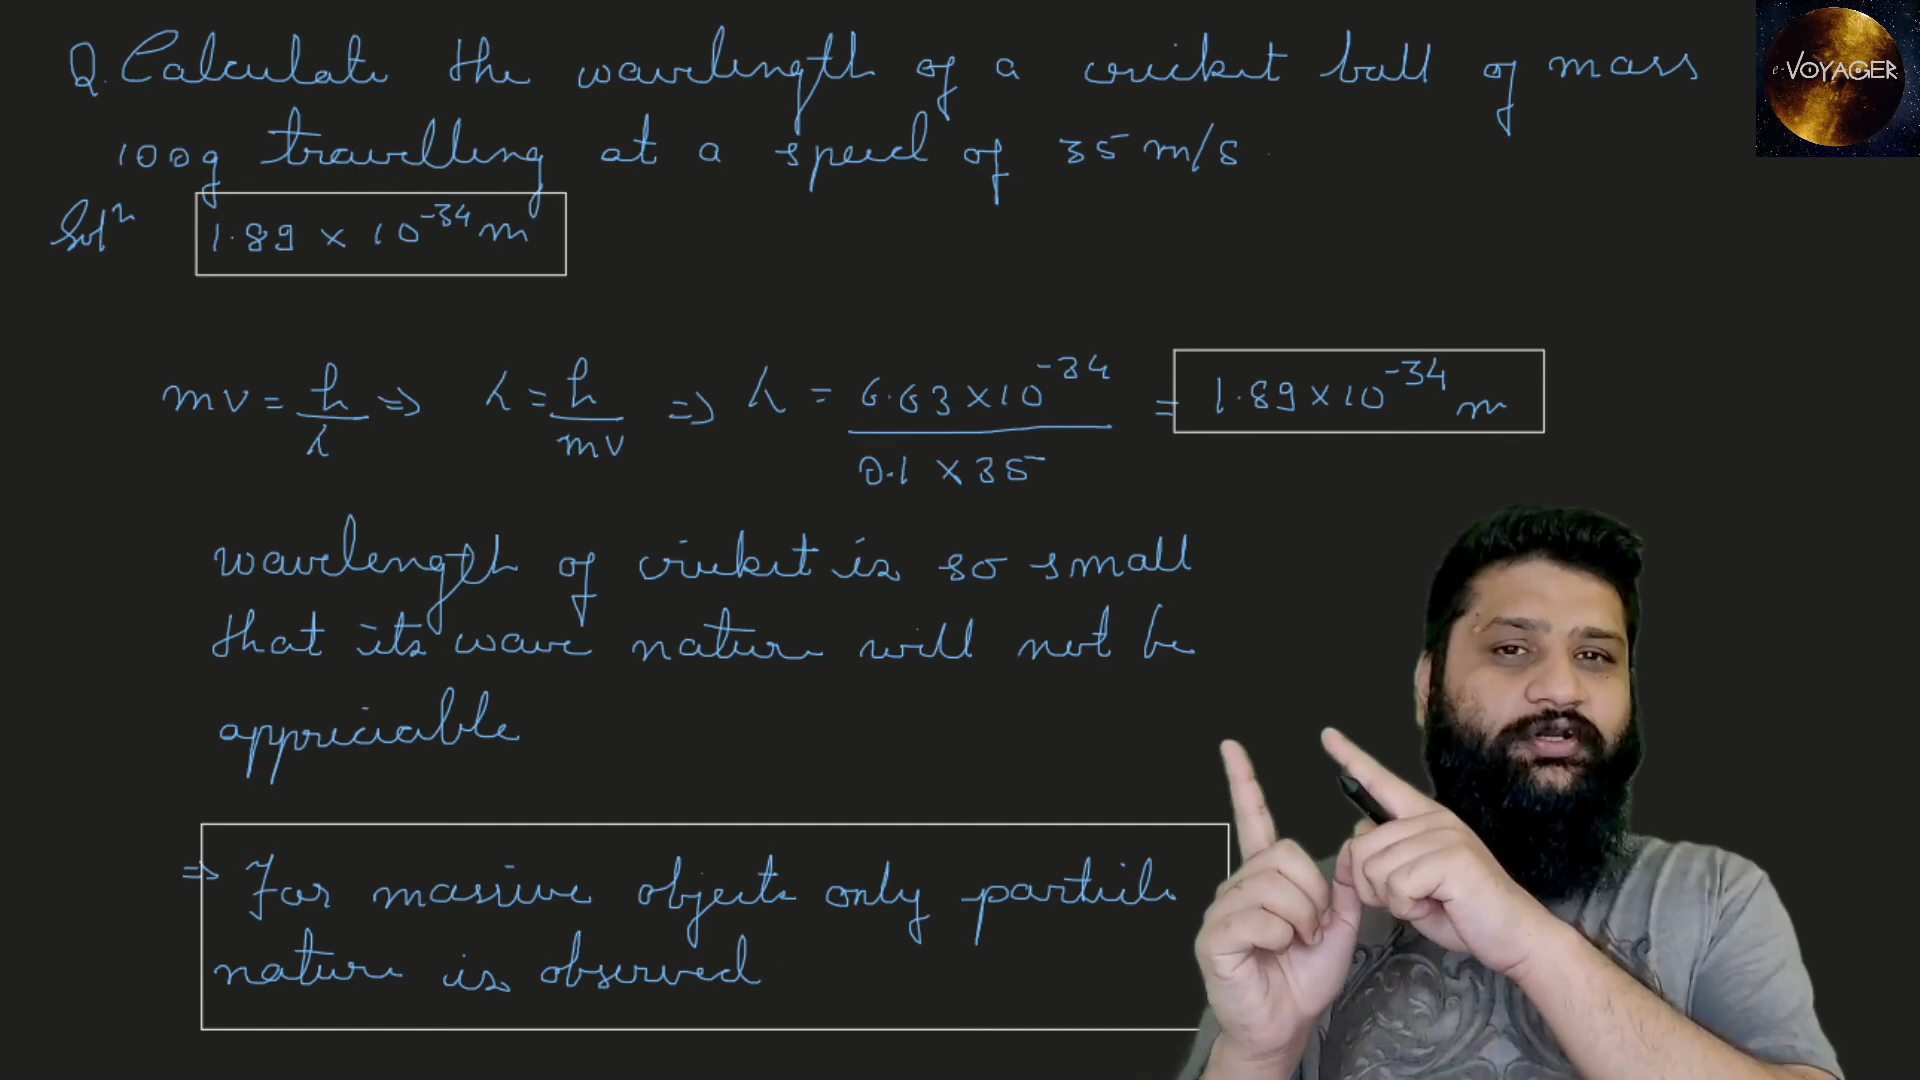 Q. Calculate the wavelength of a cricket ball of mass
100g travelling at a speed of 35 m/s.
Solⁿ 1.89 × 10⁻³⁴ m
mv = h/λ ⇒ λ = h/mv ⇒ λ = 6.63 × 10⁻³⁴ / 0.1 × 35 = 1.89 × 10⁻³⁴ m
wavelength of cricket is so small
that its wave nature will not be
appriciable
⇒ For massive objects only particle
nature is observed
e-VOYAGER